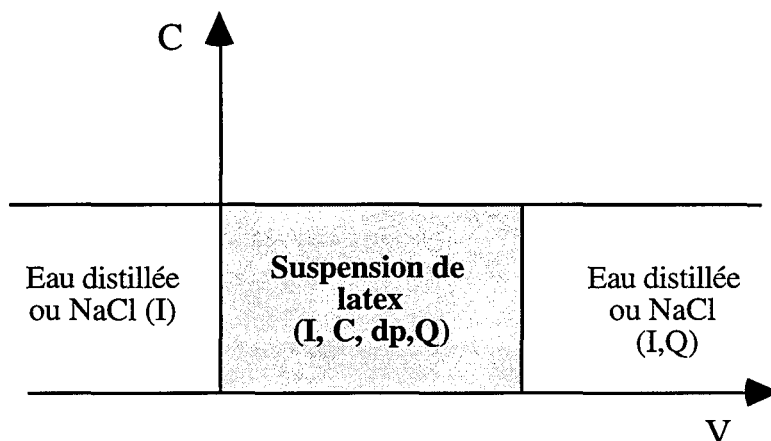 C
Eau distillée
ou NaCl (I)
Suspension de
latex
(I, C, dp,Q)
Eau distillée
ou NaCl
(I,Q)
V